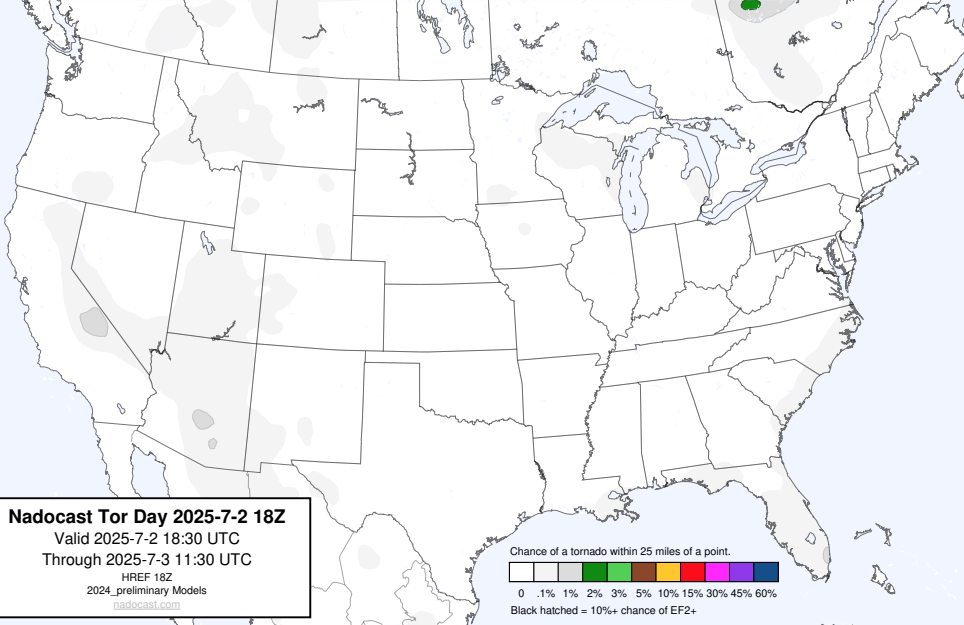 Nadocast Tor Day 2025-7-2 18Z
Valid 2025-7-2 18:30 UTC
Through 2025-7-3 11:30 UTC
HREF 18Z
2024_preliminary Models
nadocast.com
Chance of a tornado within 25 miles of a point.
0 .1% 1% 2% 3% 5% 10% 15% 30% 45% 60%
Black hatched = 10%+ chance of EF2+